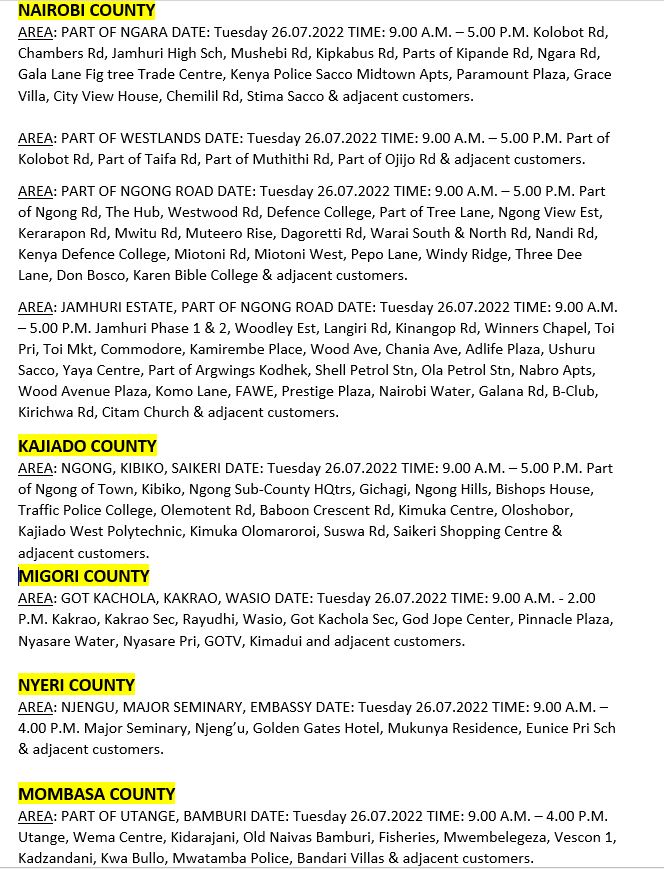 NAIROBI COUNTY
AREA: PART OF NGARA DATE: Tuesday 26.07.2022 TIME: 9.00 A.M. – 5.00 P.M. Kolobot Rd,
Chambers Rd, Jamhuri High Sch, Mushebi Rd, Kipkabus Rd, Parts of Kipande Rd, Ngara Rd,
Gala Lane Fig tree Trade Centre, Kenya Police Sacco Midtown Apts, Paramount Plaza, Grace
Villa, City View House, Chemilil Rd, Stima Sacco & adjacent customers.
AREA: PART OF WESTLANDS DATE: Tuesday 26.07.2022 TIME: 9.00 A.M. – 5.00 P.M. Part of
Kolobot Rd, Part of Taifa Rd, Part of Muthithi Rd, Part of Ojijo Rd & adjacent customers.
AREA: PART OF NGONG ROAD DATE: Tuesday 26.07.2022 TIME: 9.00 A.M. – 5.00 P.M. Part
of Ngong Rd, The Hub, Westwood Rd, Defence College, Part of Tree Lane, Ngong View Est,
Kerarapon Rd, Mwitu Rd, Muteero Rise, Dagoretti Rd, Warai South & North Rd, Nandi Rd,
Kenya Defence College, Miotoni Rd, Miotoni West, Pepo Lane, Windy Ridge, Three Dee
Lane, Don Bosco, Karen Bible College & adjacent customers.
AREA: JAMHURI ESTATE, PART OF NGONG ROAD DATE: Tuesday 26.07.2022 TIME: 9.00 A.M.
– 5.00 P.M. Jamhuri Phase 1 & 2, Woodley Est, Langiri Rd, Kinangop Rd, Winners Chapel, Toi
Pri, Toi Mkt, Commodore, Kamirembe Place, Wood Ave, Chania Ave, Adlife Plaza, Ushuru
Sacco, Yaya Centre, Part of Argwings Kodhek, Shell Petrol Stn, Ola Petrol Stn, Nabro Apts,
Wood Avenue Plaza, Komo Lane, FAWE, Prestige Plaza, Nairobi Water, Galana Rd, B-Club,
Kirichwa Rd, Citam Church & adjacent customers.
KAJIADO COUNTY
AREA: NGONG, KIBIKO, SAIKERI DATE: Tuesday 26.07.2022 TIME: 9.00 A.M. – 5.00 P.M. Part
of Ngong of Town, Kibiko, Ngong Sub-County HQtrs, Gichagi, Ngong Hills, Bishops House,
Traffic Police College, Olemotent Rd, Baboon Crescent Rd, Kimuka Centre, Oloshobor,
Kajiado West Polytechnic, Kimuka Olomaroroi, Suswa Rd, Saikeri Shopping Centre &
adjacent customers.
MIGORI COUNTY
AREA: GOT KACHOLA, KAKRAO, WASIO DATE: Tuesday 26.07.2022 TIME: 9.00 A.M. - 2.00
P.M. Kakrao, Kakrao Sec, Rayudhi, Wasio, Got Kachola Sec, God Jope Center, Pinnacle Plaza,
Nyasare Water, Nyasare Pri, GOTV, Kimadui and adjacent customers.
NYERI COUNTY
AREA: NJENGU, MAJOR SEMINARY, EMBASSY DATE: Tuesday 26.07.2022 TIME: 9.00 A.M. –
4.00 P.M. Major Seminary, Njeng’u, Golden Gates Hotel, Mukunya Residence, Eunice Pri Sch
& adjacent customers.
MOMBASA COUNTY
AREA: PART OF UTANGE, BAMBURI DATE: Tuesday 26.07.2022 TIME: 9.00 A.M. – 4.00 P.M.
Utange, Wema Centre, Kidarajani, Old Naivas Bamburi, Fisheries, Mwembelegeza, Vescon 1,
Kadzandani, Kwa Bullo, Mwatamba Police, Bandari Villas & adjacent customers.